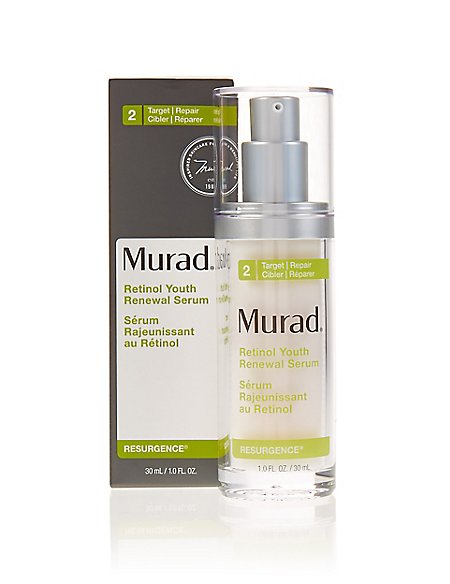 2
Target | Repair
Cibler | Réparer
Murad.
Retinol Youth
Renewal Serum
Sérum
Rajeunissant
au Rétinol
RESURGENCE®
30 mL / 1.0 FL. OZ.
2
Target | Repair
Cibler | Réparer
Murad.
Retinol Youth
Renewal Serum
Sérum
Rajeunissant
au Retinol
RESURGENCE®
1.0 FL. OZ. / 30 mL